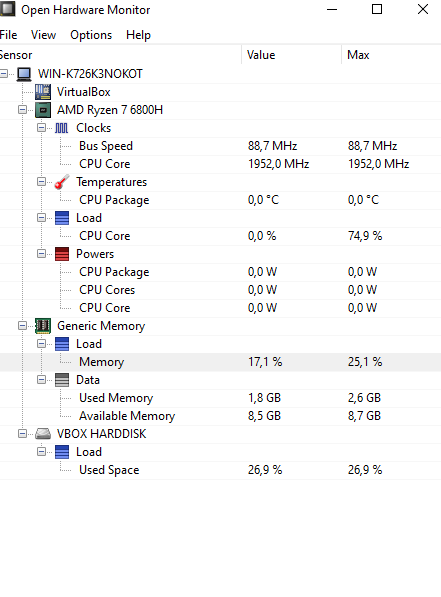 Open Hardware Monitor
File View Options Help
Sensor Value Max
WIN-K726K3NOKOT
VirtualBox
AMD Ryzen 7 6800H
Clocks
Bus Speed 88,7 MHz 88,7 MHz
CPU Core 1952,0 MHz 1952,0 MHz
Temperatures
CPU Package 0,0 °C 0,0 °C
Load
CPU Core 0,0 % 74,9 %
Powers
CPU Package 0,0 W 0,0 W
CPU Cores 0,0 W 0,0 W
CPU Core 0,0 W 0,0 W
Generic Memory
Load
Memory 17,1 % 25,1 %
Data
Used Memory 1,8 GB 2,6 GB
Available Memory 8,5 GB 8,7 GB
VBOX HARDDISK
Load
Used Space 26,9 % 26,9 %